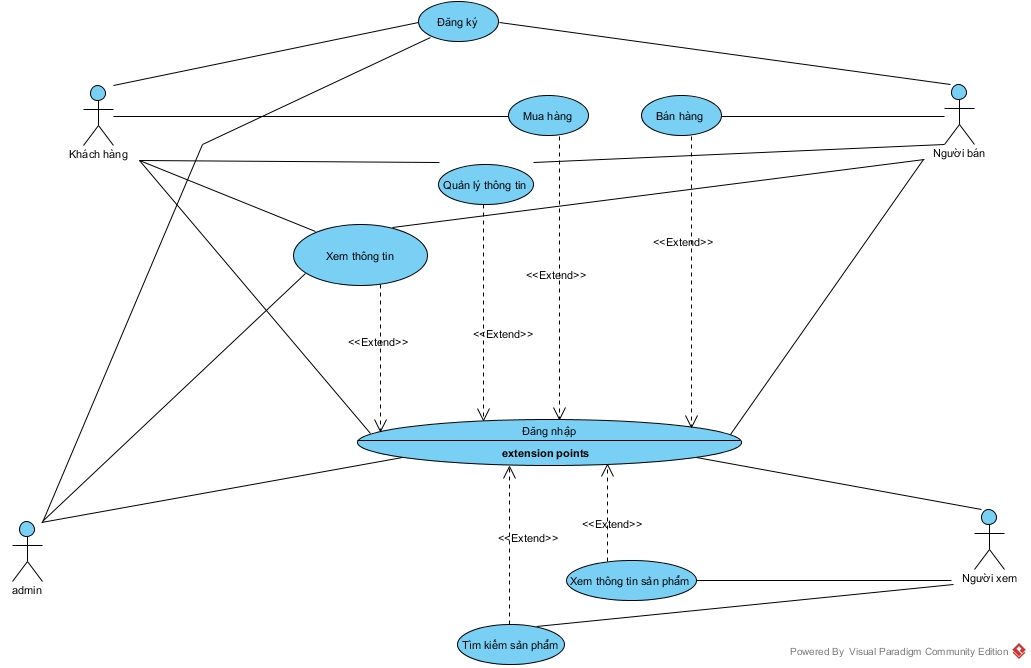 Đăng ký
Mua hàng
Bán hàng
Khách hàng
Người bán
Quản lý thông tin
<<Extend>>
Xem thông tin
<<Extend>>
<<Extend>>
<<Extend>>
Đăng nhập
extension points
<<Extend>>
<<Extend>>
Xem thông tin sản phẩm
Người xem
admin
Tìm kiếm sản phẩm
Powered By Visual Paradigm Community Edition